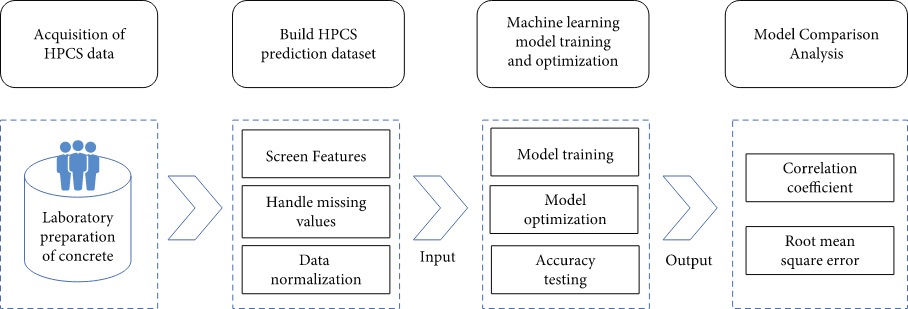 Acquisition of
HPCS data
Build HPCS
prediction dataset
Machine learning
model training
and optimization
Model Comparison
Analysis
Laboratory
preparation
of concrete
Screen Features
Handle missing
values
Data
normalization
Input
Model training
Model
optimization
Accuracy
testing
Output
Correlation
coefficient
Root mean
square error